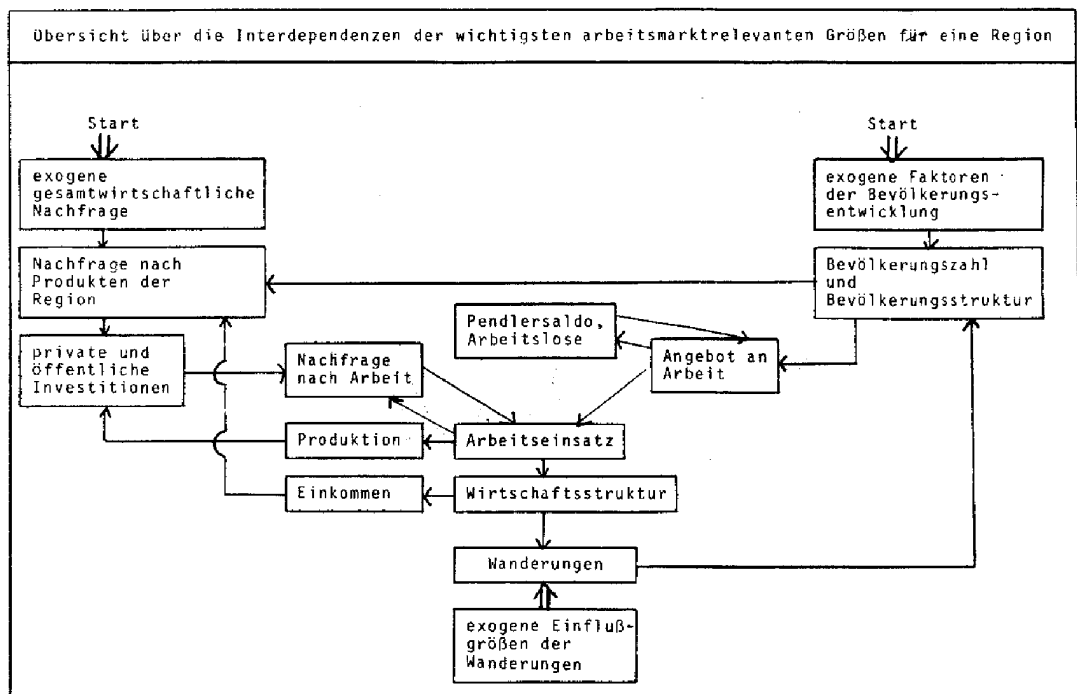 Übersicht über die Interdependenzen der wichtigsten arbeitsmarktrelevanten Größen für eine Region
Start
Start
exogene
gesamtwirtschaftliche
Nachfrage
exogene Faktoren
der Bevölkerungs-
entwicklung
Nachfrage nach
Produkten der
Region
Bevölkerungszahl
und
Bevölkerungsstruktur
Pendlersaldo,
Arbeitslose
private und
öffentliche
Investitionen
Nachfrage
nach Arbeit
Angebot an
Arbeit
Produktion
Arbeitseinsatz
Einkommen
Wirtschaftsstruktur
Wanderungen
exogene Einfluß-
größen der
Wanderungen